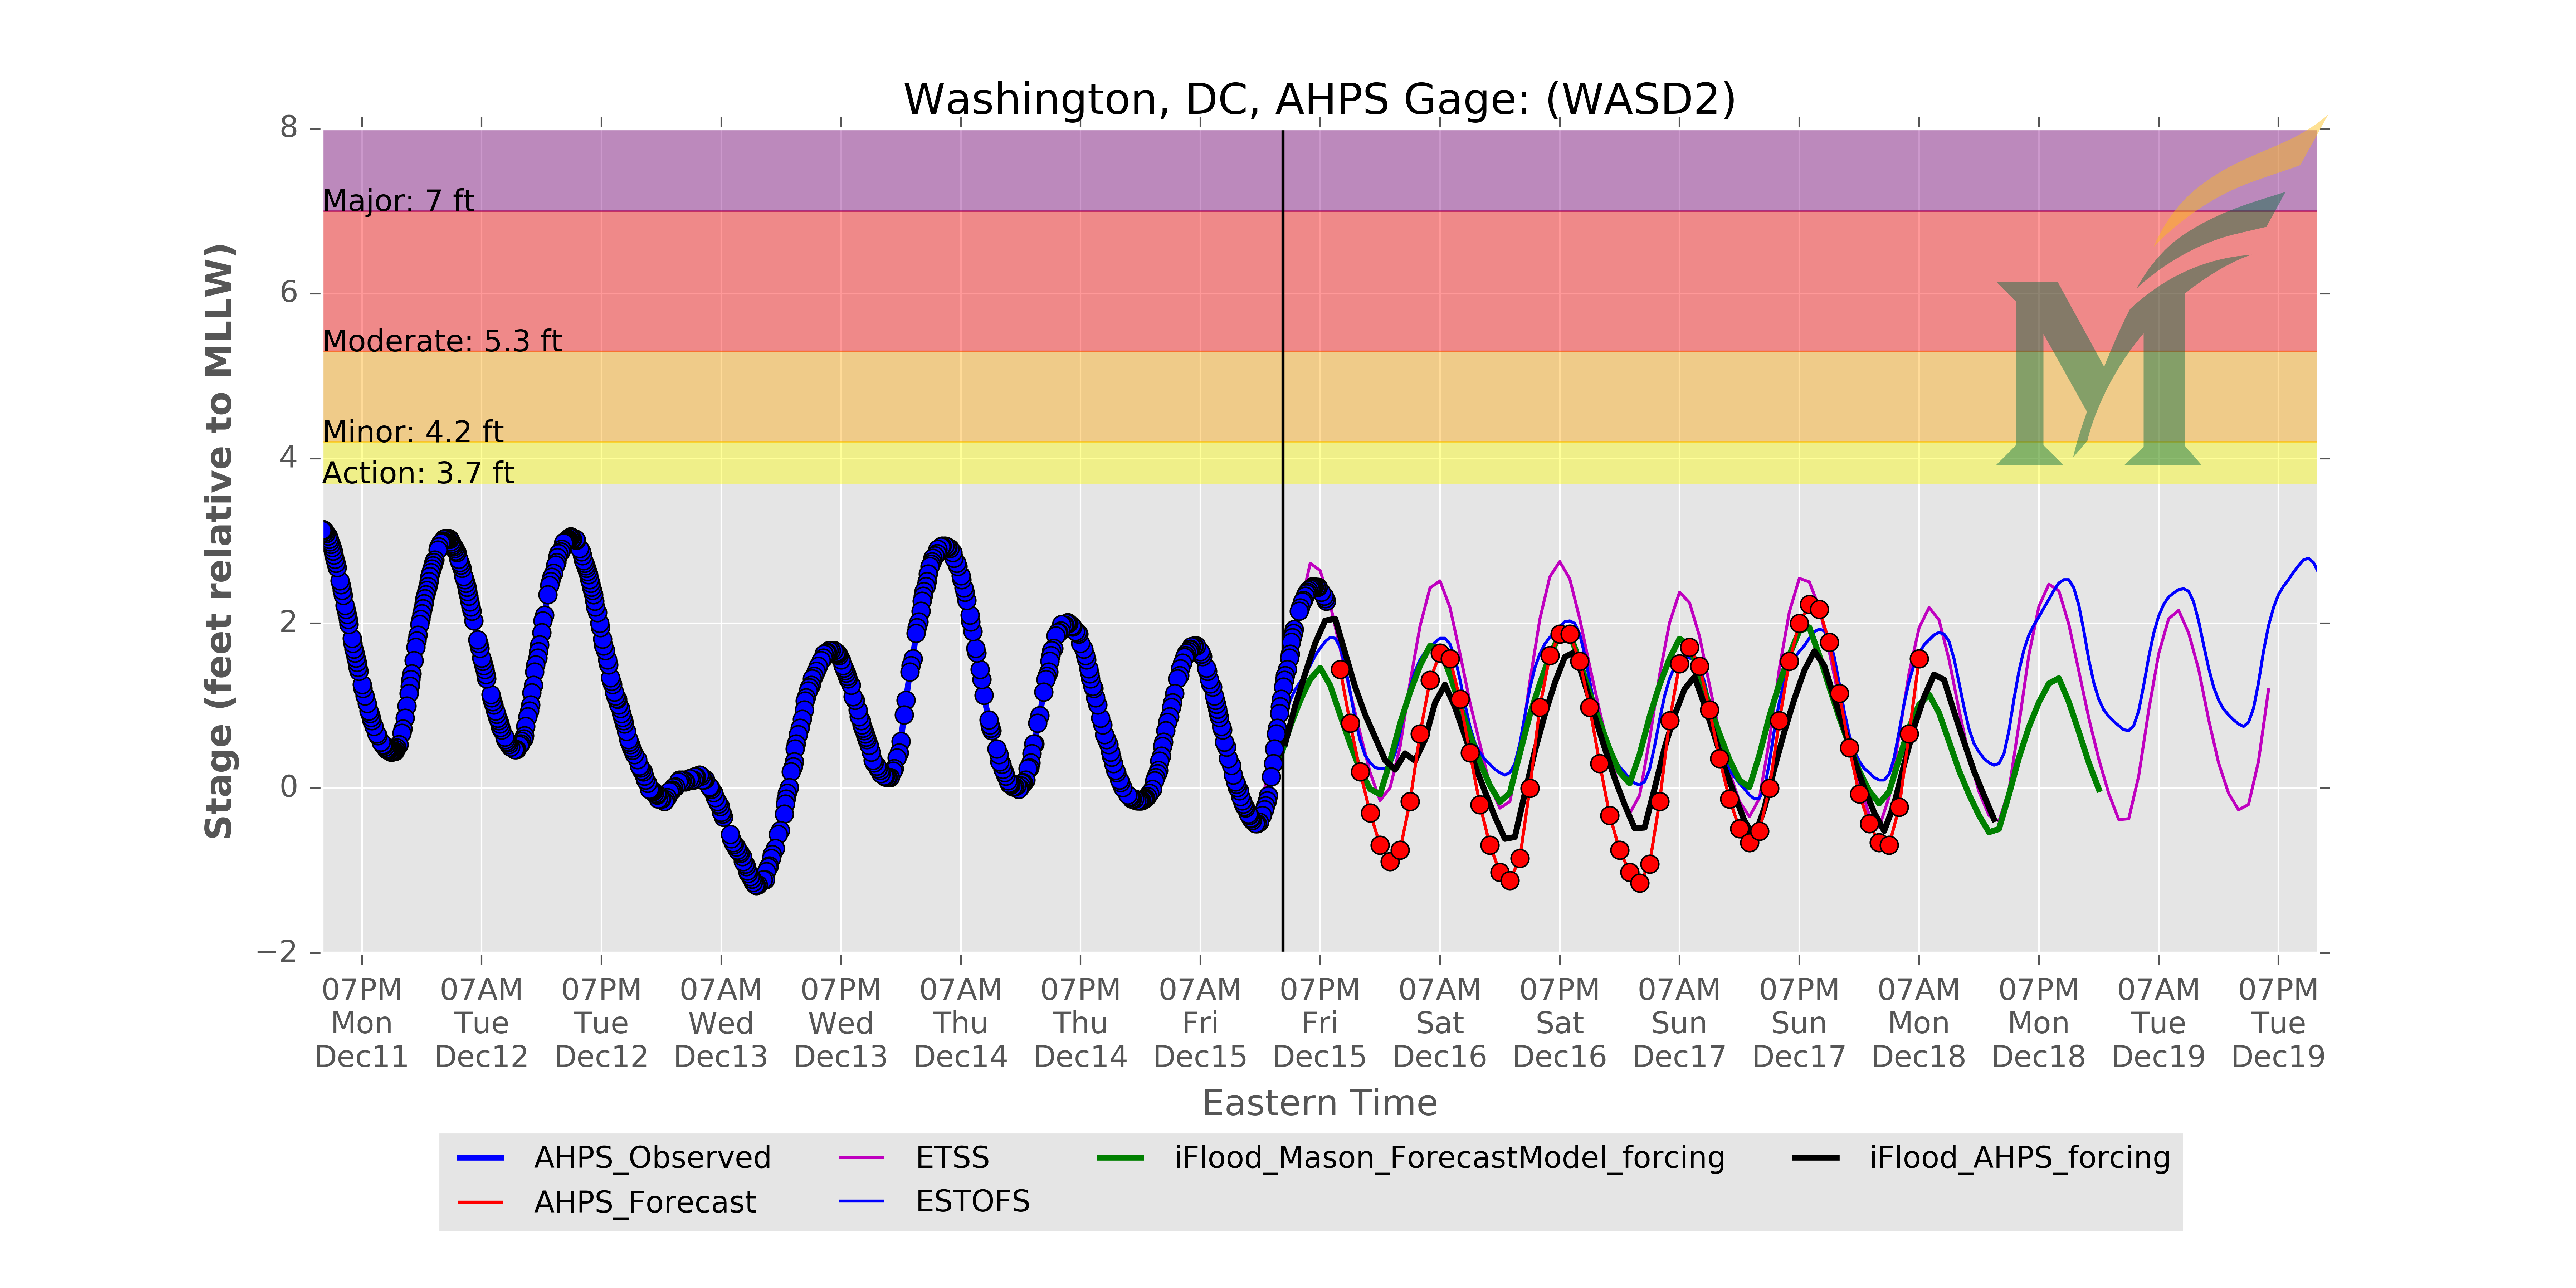 Washington, DC, AHPS Gage: (WASD2)
Stage (feet relative to MLLW)
8
6
4
2
0
−2
Major: 7 ft
Moderate: 5.3 ft
Minor: 4.2 ft
Action: 3.7 ft
M
07PM 07AM 07PM 07AM 07PM 07AM 07PM 07AM 07PM 07AM 07PM 07AM 07PM 07AM 07PM 07AM 07PM
Mon Tue Tue Wed Wed Thu Thu Fri Fri Sat Sat Sun Sun Mon Mon Tue Tue
Dec11 Dec12 Dec12 Dec13 Dec13 Dec14 Dec14 Dec15 Dec15 Dec16 Dec16 Dec17 Dec17 Dec18 Dec18 Dec19 Dec19
Eastern Time
AHPS_Observed ETSS iFlood_Mason_ForecastModel_forcing iFlood_AHPS_forcing
AHPS_Forecast ESTOFS